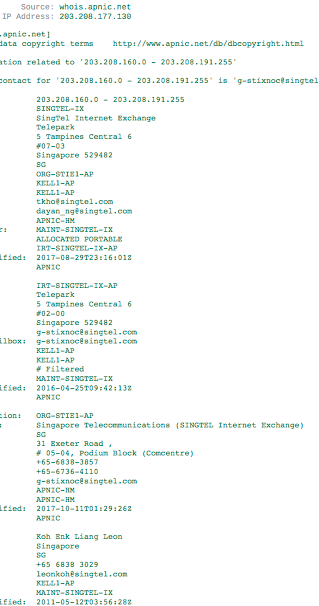 Source: whois.apnic.net
IP Address: 203.208.177.130
.apnic.net]
data copyright terms http://www.apnic.net/db/dbcopyright.html
ation related to '203.208.160.0 - 203.208.191.255'
contact for '203.208.160.0 - 203.208.191.255' is 'g-stixnoc@singtel
203.208.160.0 - 203.208.191.255
SINGTEL-IX
SingTel Internet Exchange
Telepark
5 Tampines Central 6
#07-03
Singapore 529482
SG
ORG-STIE1-AP
KELL1-AP
KELL1-AP
tkho@singtel.com
dayan_ng@singtel.com
APNIC-HM
r: MAINT-SINGTEL-IX
ALLOCATED PORTABLE
IRT-SINGTEL-IX-AP
ified: 2017-08-29T23:16:01Z
APNIC
IRT-SINGTEL-IX-AP
Telepark
5 Tampines Central 6
#02-00
Singapore 529482
g-stixnoc@singtel.com
ilbox: g-stixnoc@singtel.com
KELL1-AP
KELL1-AP
# Filtered
MAINT-SINGTEL-IX
ified: 2016-04-25T09:42:13Z
APNIC
tion: ORG-STIE1-AP
: Singapore Telecommunications (SINGTEL Internet Exchange)
SG
31 Exeter Road ,
# 05-04, Podium Block (Comcentre)
+65-6838-3857
+65-6736-4110
g-stixnoc@singtel.com
APNIC-HM
APNIC-HM
ified: 2017-10-11T01:29:26Z
APNIC
Koh Enk Liang Leon
Singapore
SG
+65 6838 3029
leonkoh@singtel.com
KELL1-AP
MAINT-SINGTEL-IX
ified: 2011-05-12T03:56:28Z